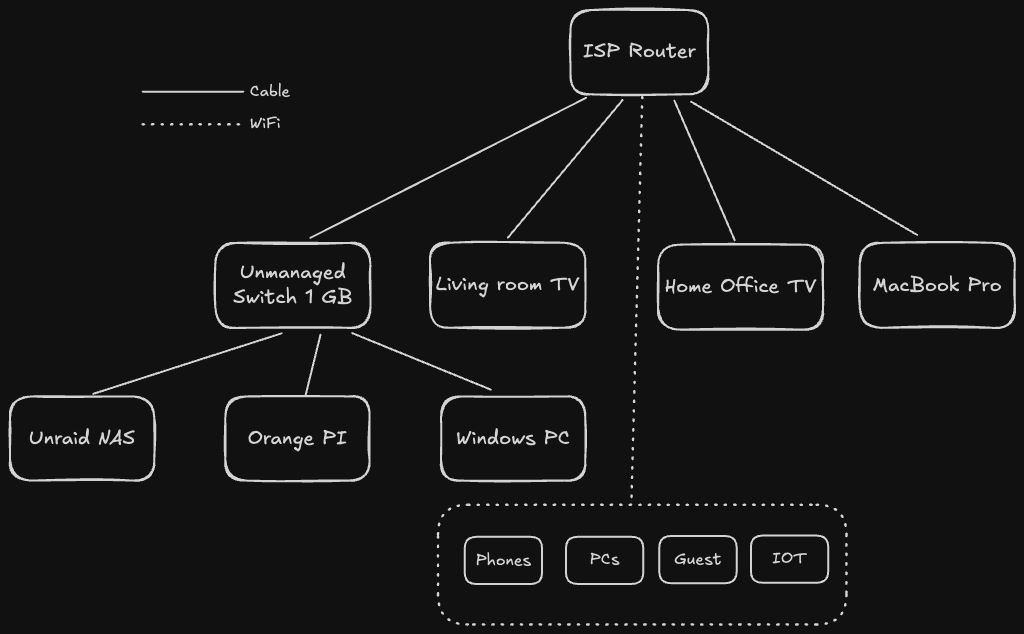 ISP Router
Cable
WiFi
Unmanaged
Switch 1 GB
Living room TV
Home Office TV
MacBook Pro
Unraid NAS
Orange PI
Windows PC
Phones
PCs
Guest
IOT